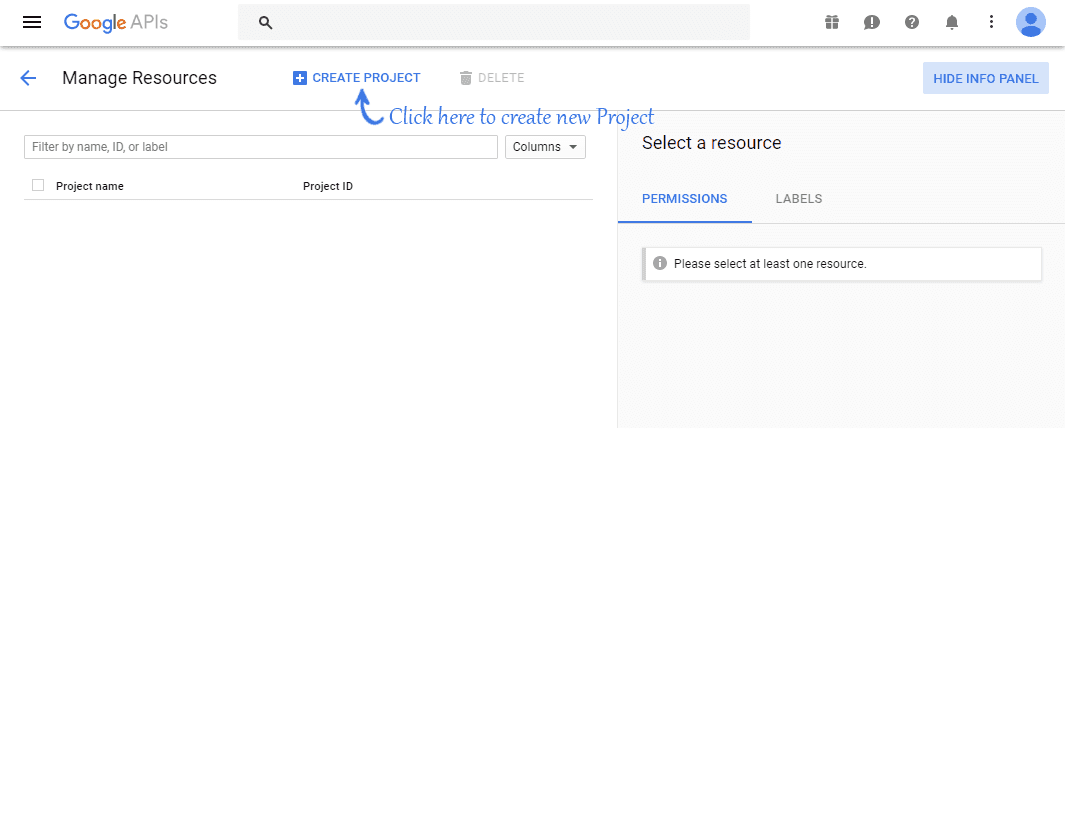 Google APIs
Manage Resources
CREATE PROJECT
DELETE
HIDE INFO PANEL
Click here to create new Project
Filter by name, ID, or label
Columns
Project name
Project ID
Select a resource
PERMISSIONS
LABELS
Please select at least one resource.